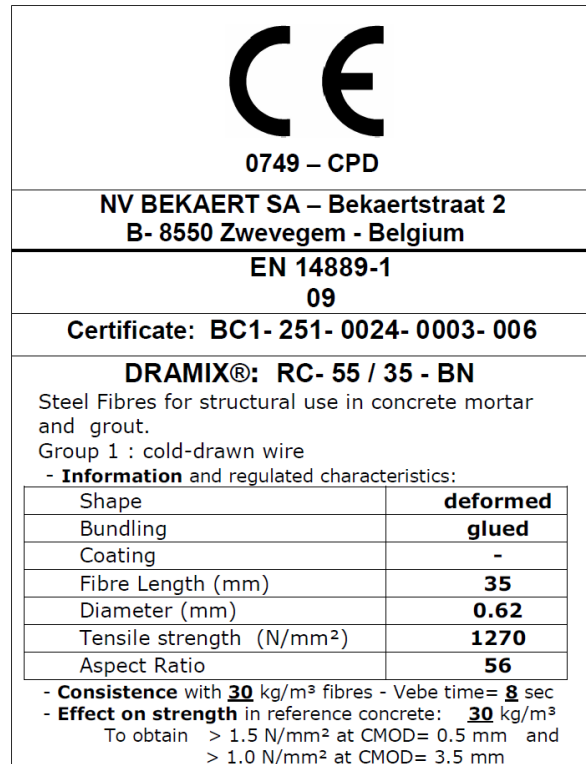 CE
0749 – CPD
NV BEKAERT SA – Bekaertstraat 2
B- 8550 Zwevegem - Belgium
EN 14889-1
09
Certificate: BC1- 251- 0024- 0003- 006
DRAMIX®: RC- 55 / 35 - BN
Steel Fibres for structural use in concrete mortar
and grout.
Group 1 : cold-drawn wire
- Information and regulated characteristics:
Shape deformed
Bundling glued
Coating -
Fibre Length (mm) 35
Diameter (mm) 0.62
Tensile strength (N/mm²) 1270
Aspect Ratio 56
- Consistence with 30 kg/m³ fibres - Vebe time= 8 sec
- Effect on strength in reference concrete: 30 kg/m³
To obtain > 1.5 N/mm² at CMOD= 0.5 mm and
> 1.0 N/mm² at CMOD= 3.5 mm